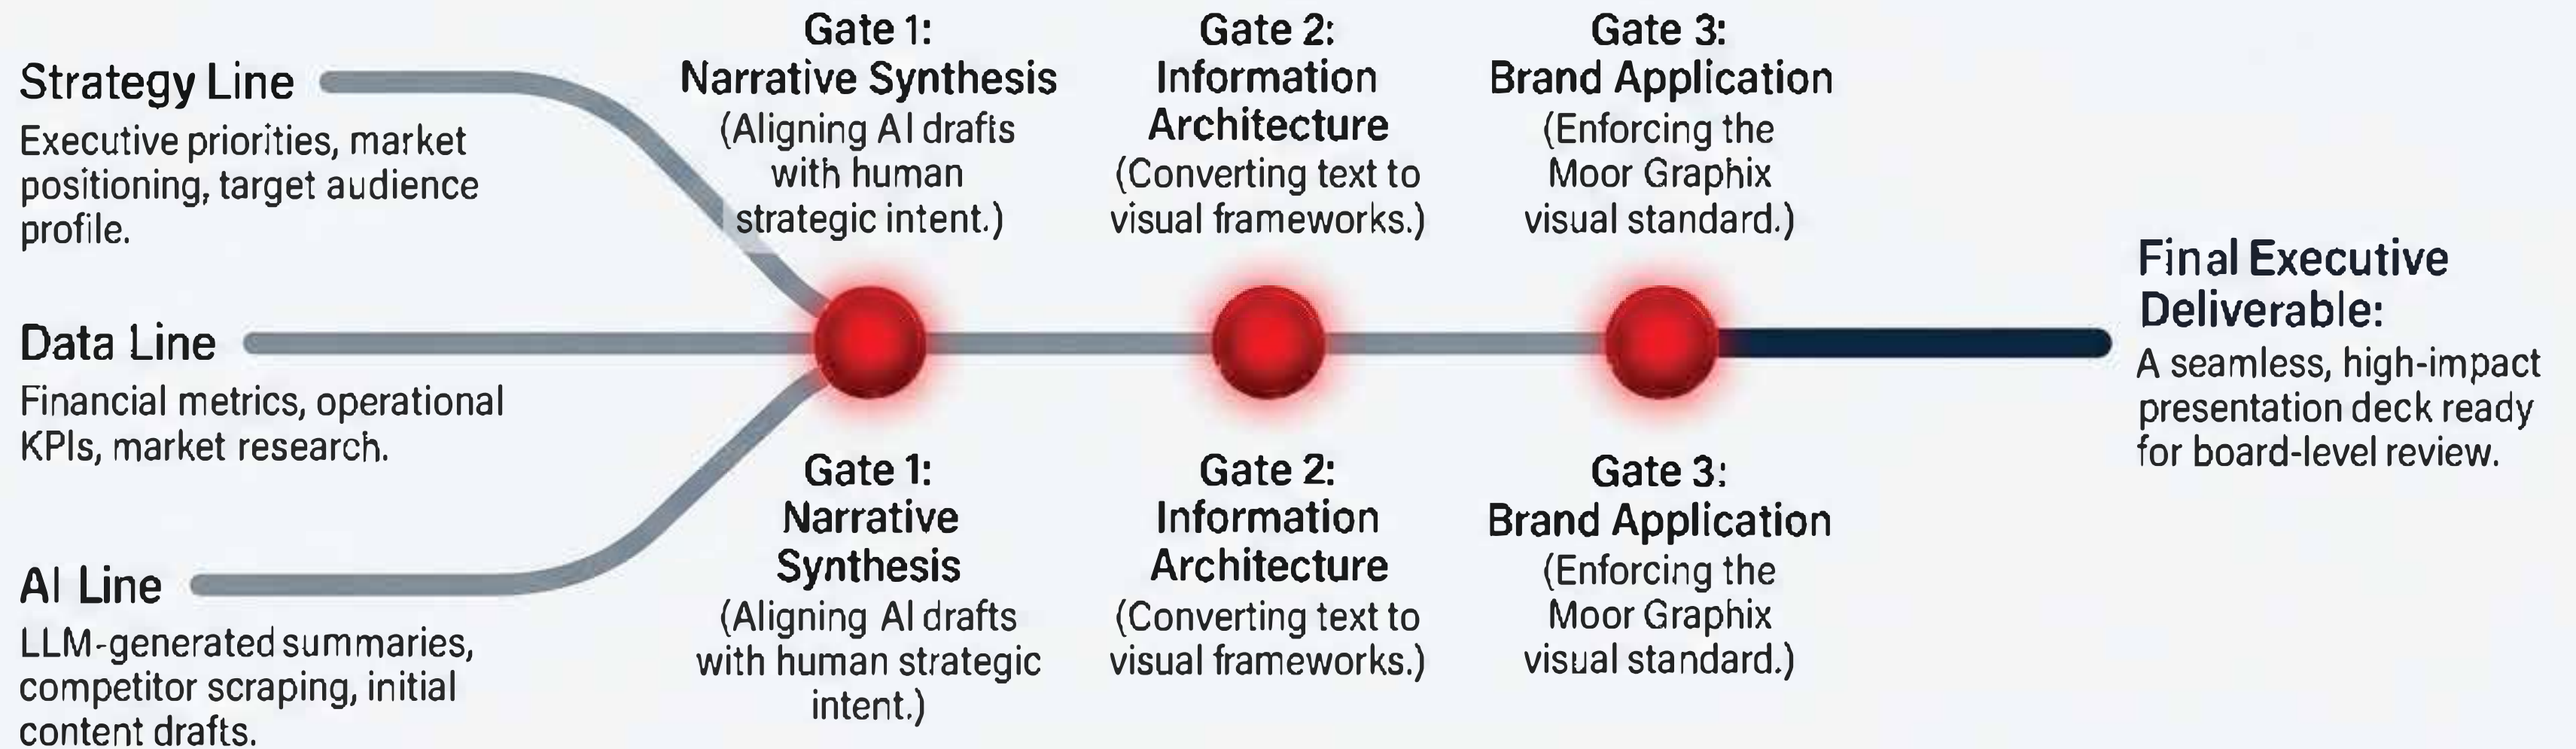 Strategy Line
Executive priorities, market
positioning, target audience
profile.
Data Line
Financial metrics, operational
KPIs, market research.
AI Line
LLM-generated summaries,
competitor scraping, initial
content drafts.
Gate 1:
Narrative Synthesis
(Aligning AI drafts
with human
strategic intent.)
Gate 2:
Information
Architecture
(Converting text to
visual frameworks.)
Gate 3:
Brand Application
(Enforcing the
Moor Graphix
visual standard.)
Gate 1:
Narrative
Synthesis
(Aligning AI drafts
with human strategic
intent.)
Gate 2:
Information
Architecture
(Converting text to
visual frameworks.)
Gate 3:
Brand Application
(Enforcing the
Moor Graphix
visual standard.)
Final Executive
Deliverable:
A seamless, high-impact
presentation deck ready
for board-level review.